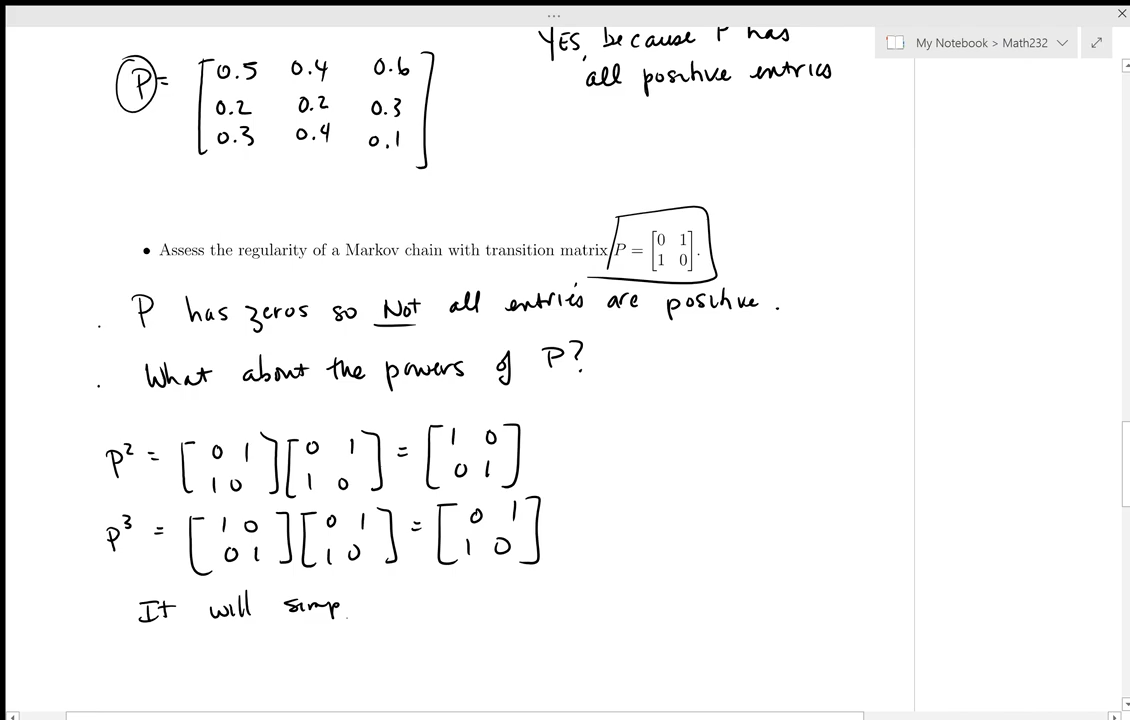 YES, because P has
all positive entries
My Notebook > Math232
P = [0.5 0.4 0.6
0.2 0.2 0.3
0.3 0.4 0.1]
• Assess the regularity of a Markov chain with transition matrix P = [0 1
1 0].
. P has zeros so Not all entries are positive.
. What about the powers of P?
P² = [0 1
1 0] [0 1
1 0] = [1 0
0 1]
P³ = [1 0
0 1] [0 1
1 0] = [0 1
1 0]
It will simp